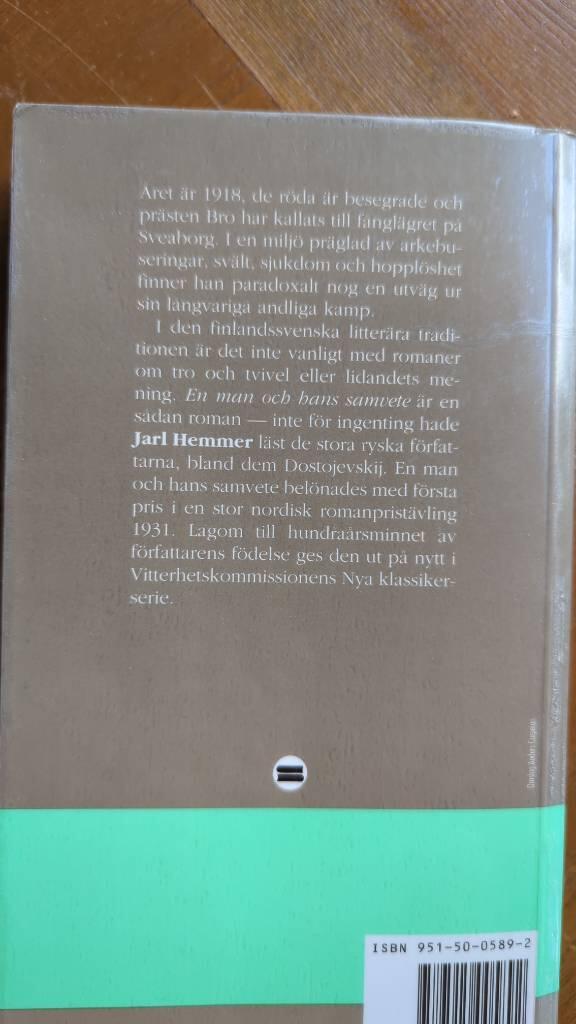 Året är 1918, de röda är besegrade och
prästen Bro har kallats till fånglägret på
Sveaborg. I en miljö präglad av arkebu-
seringar, svält, sjukdom och hopplöshet
finner han paradoxalt nog en utväg ur
sin långvariga andliga kamp.
I den finlandssvenska litterära tradi-
tionen är det inte vanligt med romaner
om tro och tvivel eller lidandets me-
ning. En man och hans samvete är en
sådan roman — inte för ingenting hade
Jarl Hemmer läst de stora ryska förfat-
tarna, bland dem Dostojevskij. En man
och hans samvete belönades med första
pris i en stor nordisk romanpristävling
1931. Lagom till hundraårsminnet av
författarens födelse ges den ut på nytt i
Vitterhetskommissionens Nya klassiker-
serie.
Omslag Anders Carpelan
ISBN 951-50-0589-2